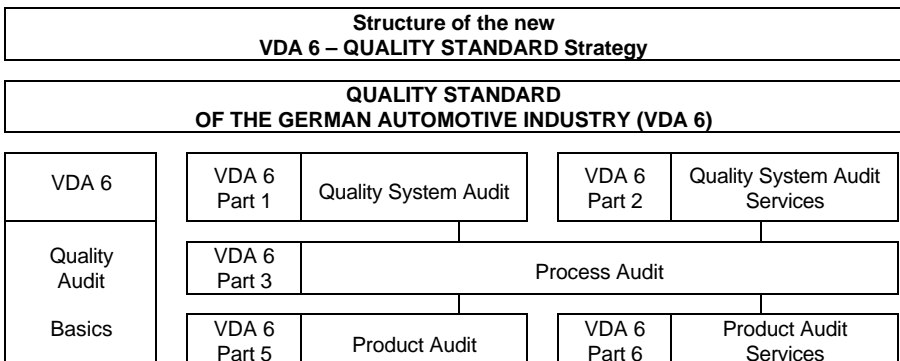 Structure of the new
VDA 6 – QUALITY STANDARD Strategy
QUALITY STANDARD
OF THE GERMAN AUTOMOTIVE INDUSTRY (VDA 6)
VDA 6
VDA 6
Part 1
Quality System Audit
VDA 6
Part 2
Quality System Audit
Services
Quality
Audit
Basics
VDA 6
Part 3
Process Audit
VDA 6
Part 5
Product Audit
VDA 6
Part 6
Product Audit
Services